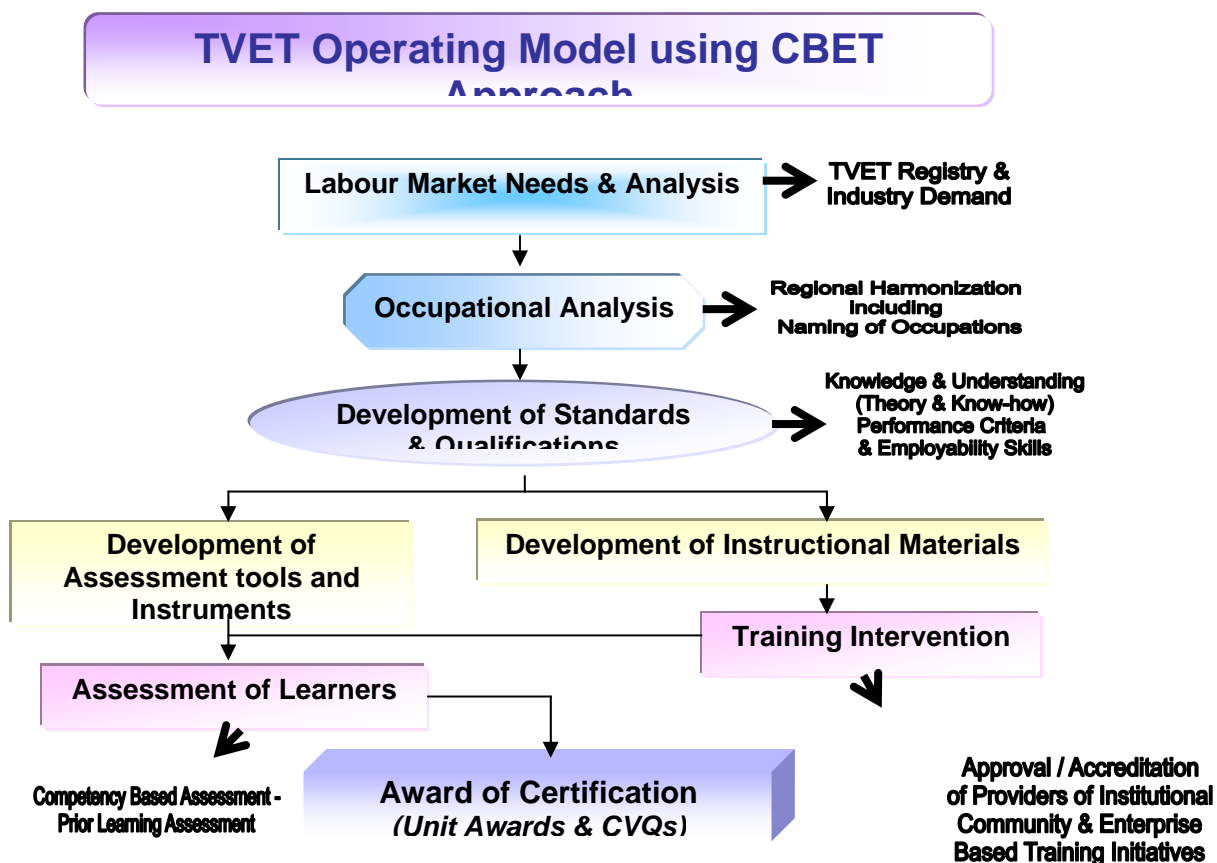 TVET Operating Model using CBET
Approach
Labour Market Needs & Analysis
TVET Registry &
Industry Demand
Occupational Analysis
Regional Harmonization
including
Naming of Occupations
Development of Standards
& Qualifications
Knowledge & Understanding
(Theory & Know-how)
Performance Criteria
& Employability Skills
Development of
Assessment tools and
Instruments
Development of Instructional Materials
Training Intervention
Assessment of Learners
Competency Based Assessment -
Prior Learning Assessment
Award of Certification
(Unit Awards & CVQs)
Approval / Accreditation
of Providers of Institutional
Community & Enterprise
Based Training Initiatives